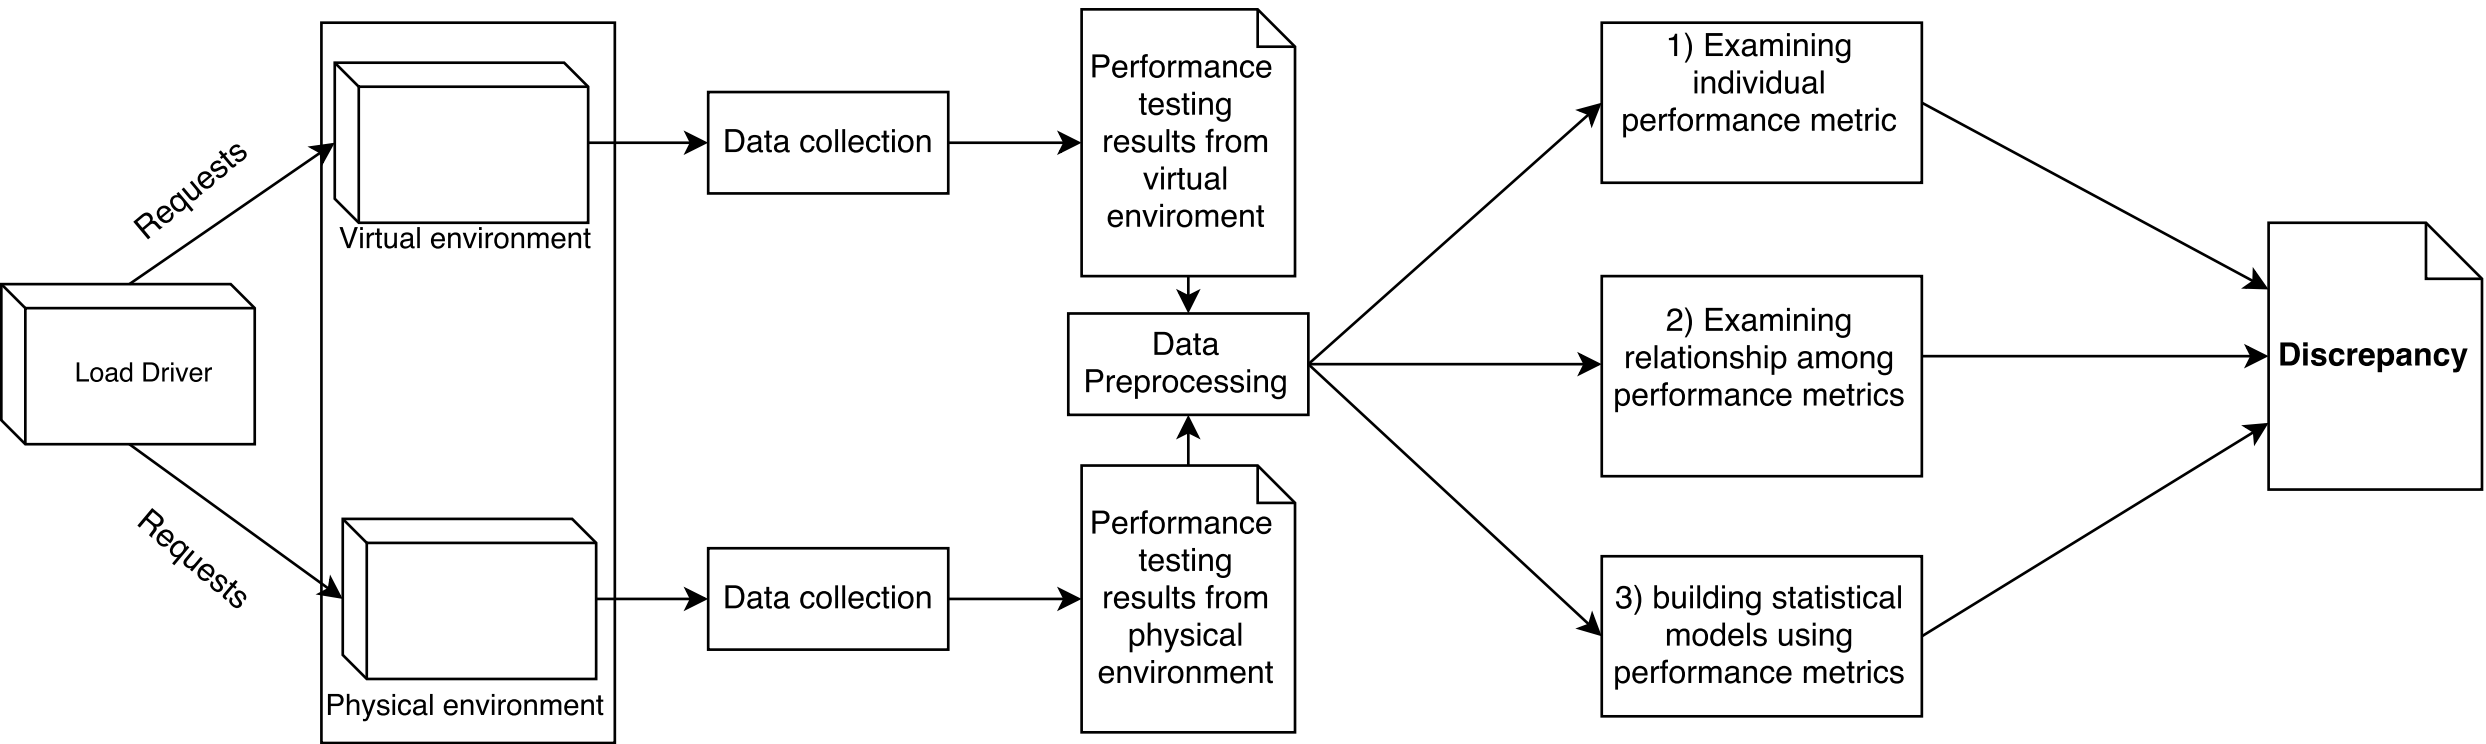 Requests
Virtual environment
Load Driver
Requests
Physical environment
Data collection
Data collection
Performance
testing
results from
virtual
enviroment
Data
Preprocessing
Performance
testing
results from
physical
environment
1) Examining
individual
performance metric
2) Examining
relationship among
performance metrics
3) building statistical
models using
performance metrics
Discrepancy